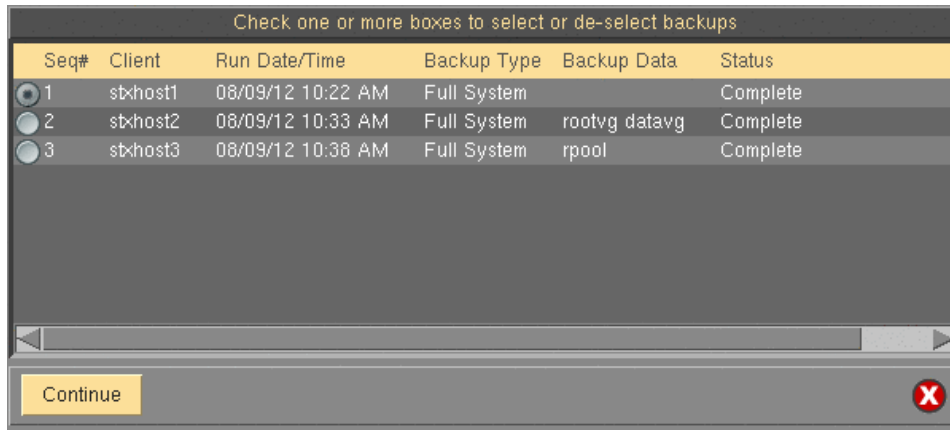 Check one or more boxes to select or de-select backups
Seq# Client Run Date/Time Backup Type Backup Data Status
1 stxhost1 08/09/12 10:22 AM Full System Complete
2 stxhost2 08/09/12 10:33 AM Full System rootvg datavg Complete
3 stxhost3 08/09/12 10:38 AM Full System rpool Complete
Continue